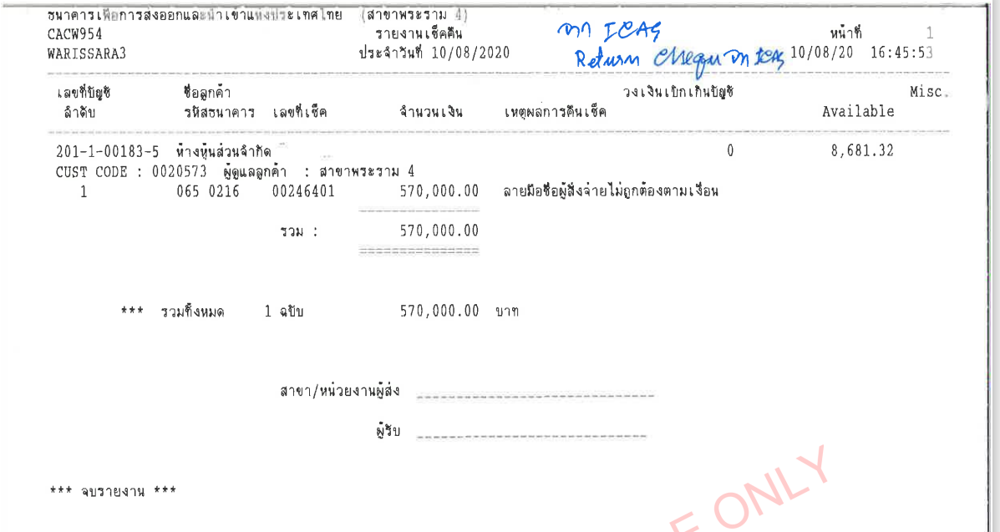 ธนาคารเพื่อการส่งออกและนำเข้าแห่งประเทศไทย (สาขาพระราม 4)
CACW954 รายงานเช็คคืน จาก ICAS หน้าที่ 1
WARISSARA3 ประจำวันที่ 10/08/2020 Return Cheque จาก ICAS 10/08/20 16:45:53
เลขที่บัญชี ชื่อลูกค้า วงเงินเบิกเกินบัญชี Misc.
ลำดับ รหัสธนาคาร เลขที่เช็ค จำนวนเงิน เหตุผลการคืนเช็ค Available
201-1-00183-5 ห้างหุ้นส่วนจำกัด 0 8,681.32
CUST CODE : 0020573 ผู้ดูแลลูกค้า : สาขาพระราม 4
1 065 0216 00246401 570,000.00 ลายมือชื่อผู้สั่งจ่ายไม่ถูกต้องตามเงื่อน
รวม : 570,000.00
*** รวมทั้งหมด 1 ฉบับ 570,000.00 บาท
สาขา/หน่วยงานผู้ส่ง
ผู้รับ
*** จบรายงาน ***
ONLY